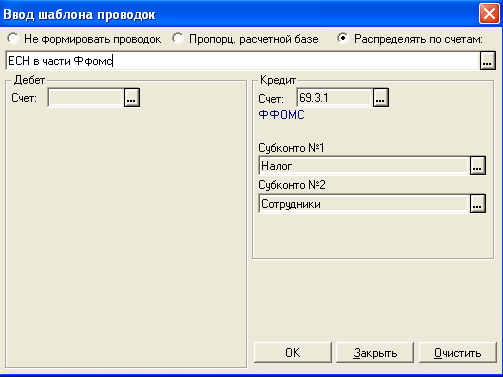 Ввод шаблона проводок
Не формировать проводок Пропорц. расчетной базе Распределять по счетам:
ЕСН в части Ффомс
Дебет
Счет: ...
Кредит
Счет: 69.3.1 ...
ФФОМС
Субконто №1
Налог ...
Субконто №2
Сотрудники ...
OK Закрыть Очистить